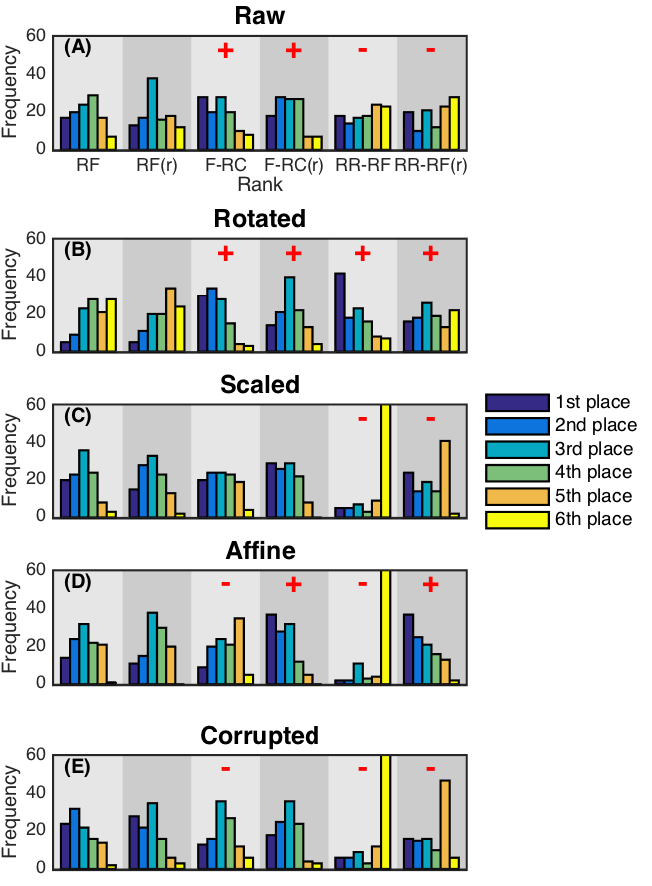 Raw
(A)
+ + - -
Frequency
60
40
20
0
RF RF(r) F-RC F-RC(r) RR-RF RR-RF(r)
Rank
Rotated
(B)
+ + + +
Frequency
60
40
20
0
Scaled
(C)
- -
Frequency
60
40
20
0
1st place
2nd place
3rd place
4th place
5th place
6th place
Affine
(D)
- + - +
Frequency
60
40
20
0
Corrupted
(E)
- - -
Frequency
60
40
20
0